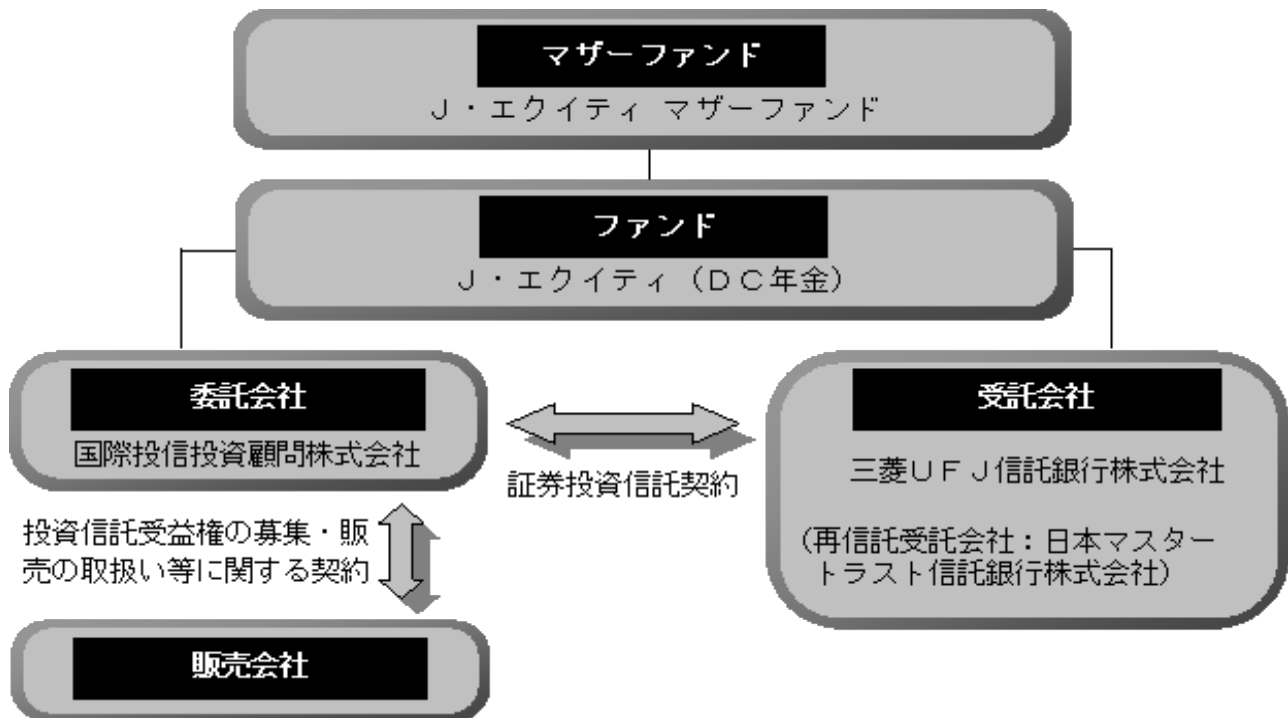 マザーファンド
Ｊ・エクイティ マザーファンド
ファンド
Ｊ・エクイティ（ＤＣ年金）
委託会社
国際投信投資顧問株式会社
受託会社
三菱ＵＦＪ信託銀行株式会社
（再信託受託会社：日本マスター
トラスト信託銀行株式会社）
証券投資信託契約
投資信託受益権の募集・販
売の取扱い等に関する契約
販売会社